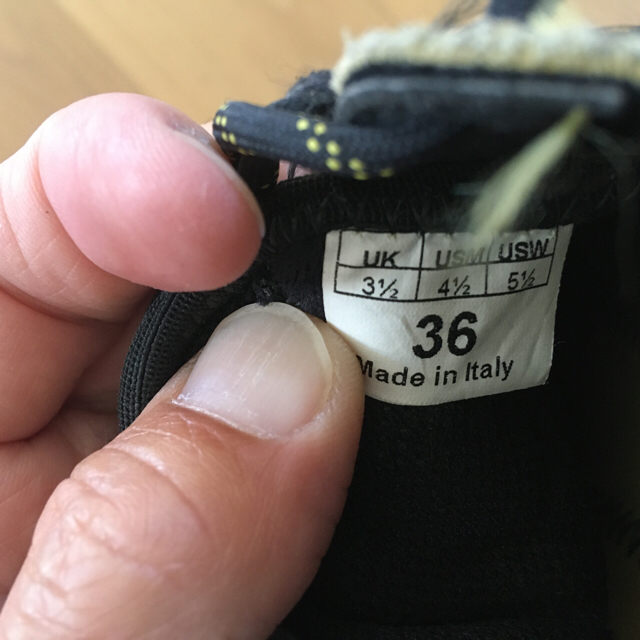 UK USM USW
3½ 4½ 5½
36
Made in Italy